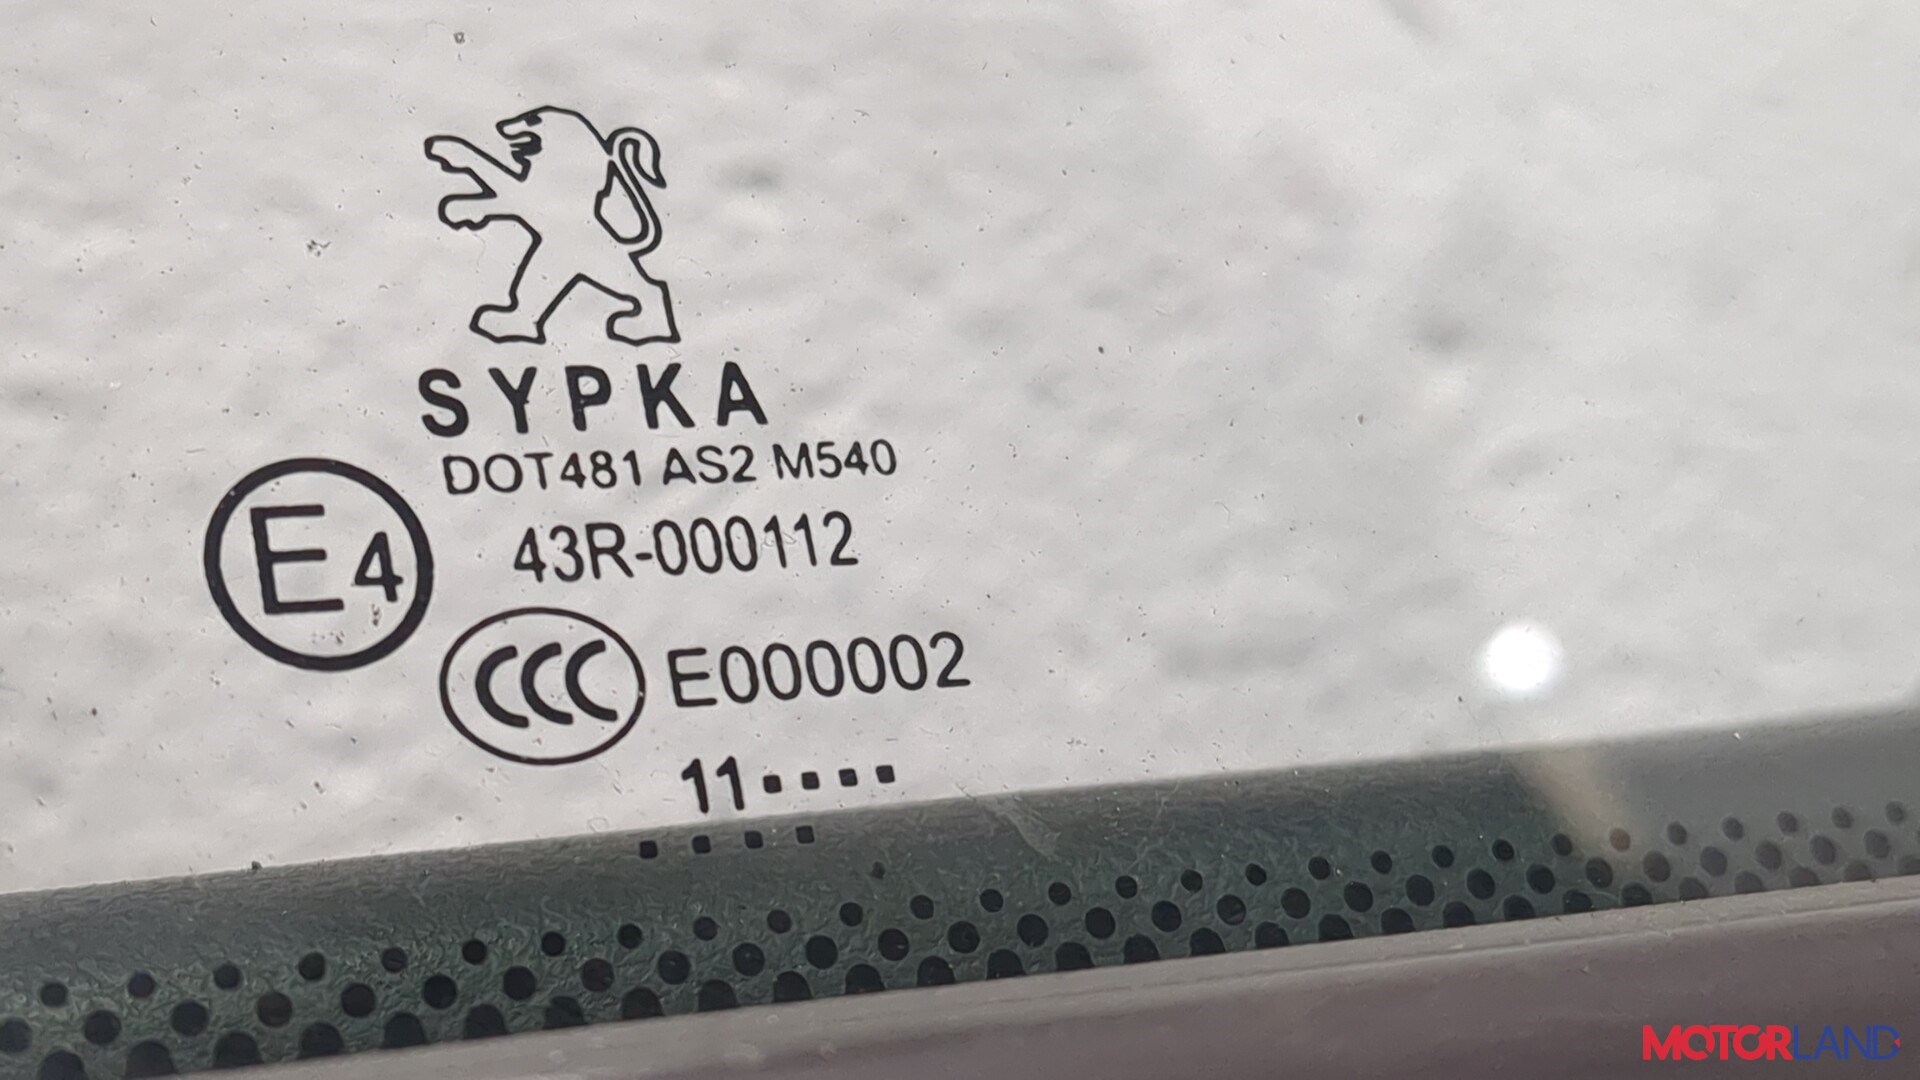 SYPKA
DOT481 AS2 M540
E4 43R-000112
CCC E000002
11....
....
MOTORLAND